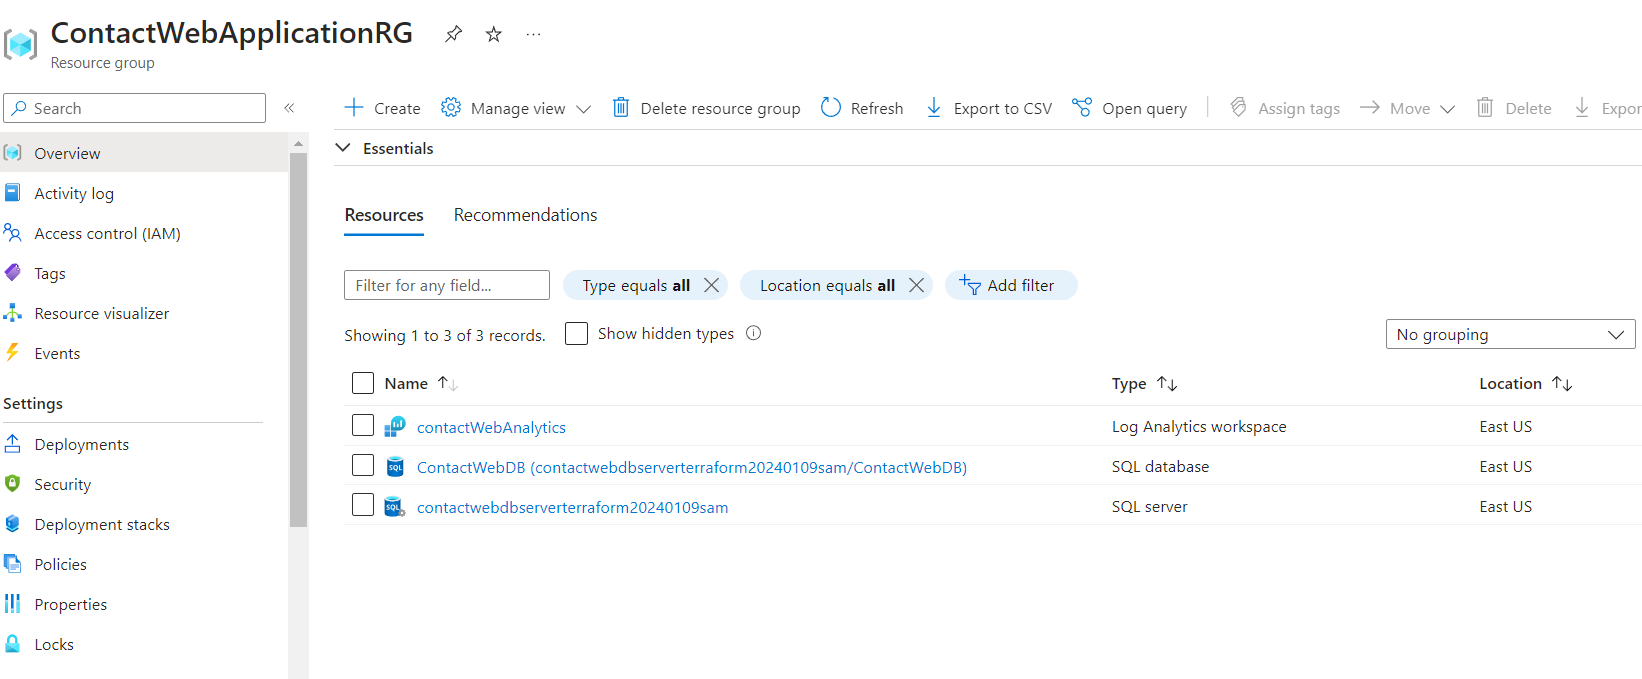 ContactWebApplicationRG
Resource group
Search
Create Manage view Delete resource group Refresh Export to CSV Open query Assign tags Move Delete Expor
Overview
Essentials
Activity log
Resources Recommendations
Access control (IAM)
Tags
Filter for any field... Type equals all Location equals all Add filter
Resource visualizer
Showing 1 to 3 of 3 records. Show hidden types No grouping
Events
Name Type Location
Settings
contactWebAnalytics Log Analytics workspace East US
Deployments
ContactWebDB (contactwebdbserverterraform20240109sam/ContactWebDB) SQL database East US
Security
contactwebdbserverterraform20240109sam SQL server East US
Deployment stacks
Policies
Properties
Locks